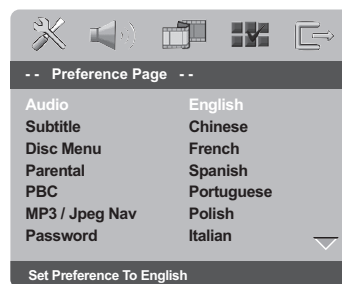 -- Preference Page --
Audio English
Subtitle Chinese
Disc Menu French
Parental Spanish
PBC Portuguese
MP3 / Jpeg Nav Polish
Password Italian
Set Preference To English